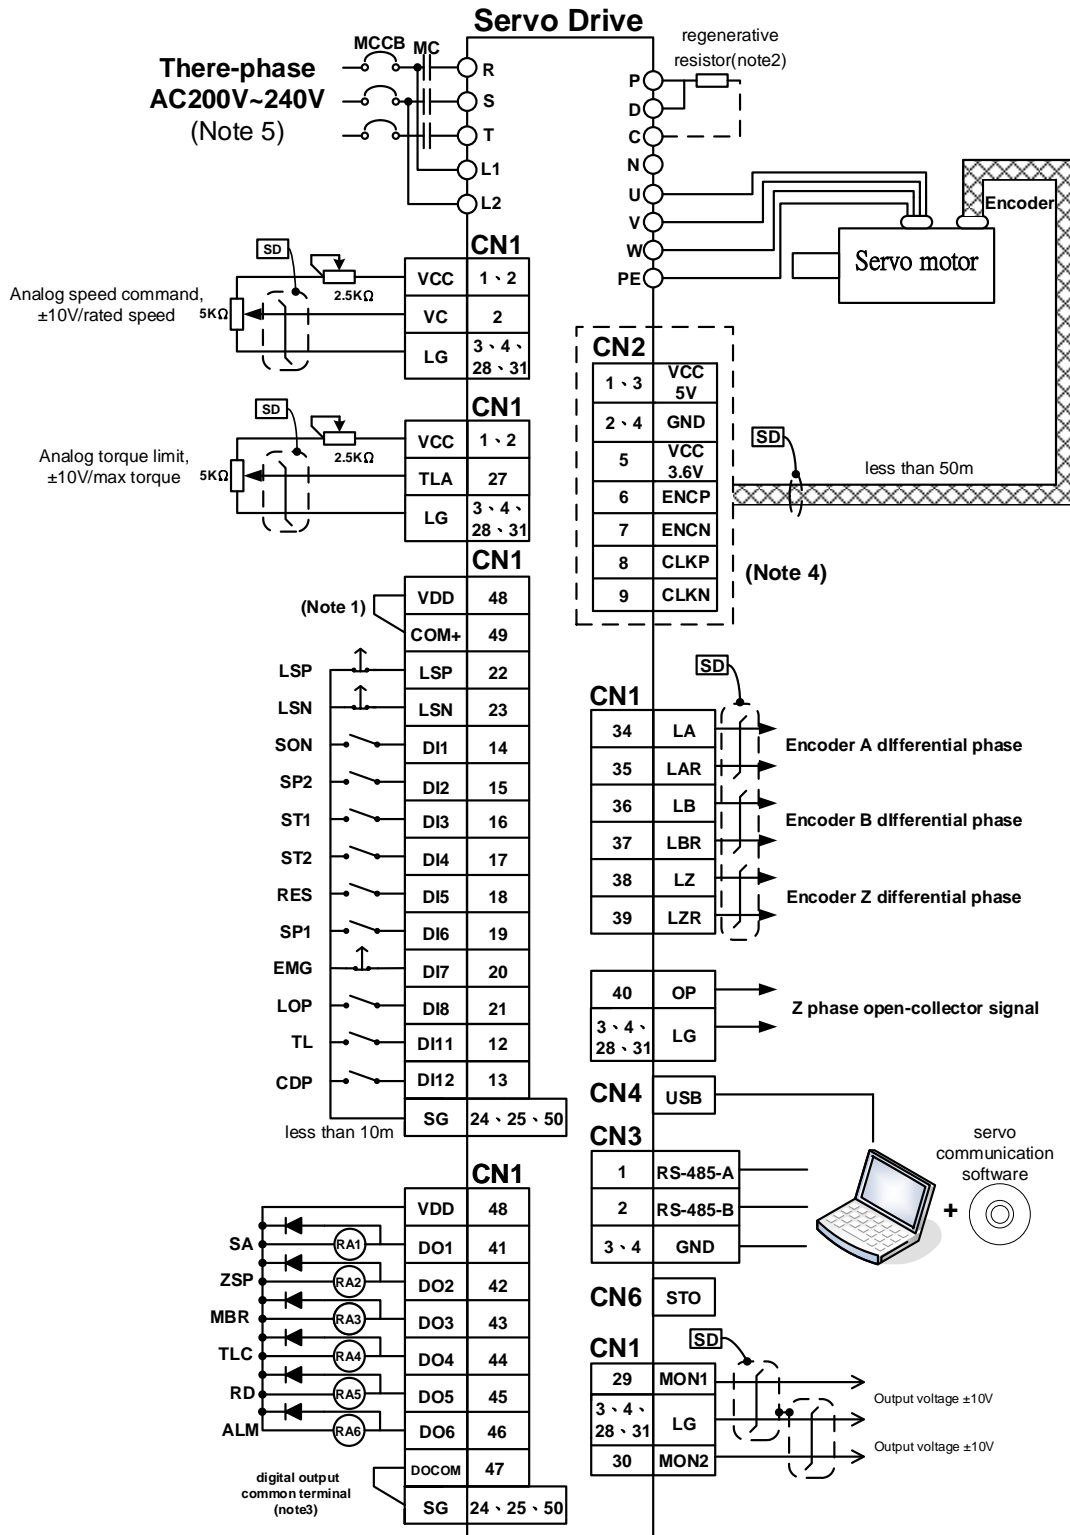 Servo Drive
MCCB MC
There-phase
AC200V~240V
(Note 5)
R
S
T
L1
L2
regenerative
resistor(note2)
P
D
C
N
U
V
W
PE
Encoder
Servo motor
CN1
SD
Analog speed command,
±10V/rated speed
5KΩ
2.5KΩ
VCC 1、2
VC 2
LG 3、4、
28、31
CN1
SD
Analog torque limit,
±10V/max torque
5KΩ
2.5KΩ
VCC 1、2
TLA 27
LG 3、4、
28、31
CN2
1、3 VCC
5V
2、4 GND
5 VCC
3.6V
6 ENCP
7 ENCN
8 CLKP
9 CLKN
SD
less than 50m
(Note 4)
CN1
(Note 1)
VDD 48
COM+ 49
LSP LSP 22
LSN LSN 23
SON DI1 14
SP2 DI2 15
ST1 DI3 16
ST2 DI4 17
RES DI5 18
SP1 DI6 19
EMG DI7 20
LOP DI8 21
TL DI11 12
CDP DI12 13
SG 24、25、50
less than 10m
CN1
SD
34 LA
35 LAR
Encoder A dIfferential phase
36 LB
37 LBR
Encoder B dIfferential phase
38 LZ
39 LZR
Encoder Z differential phase
40 OP
3、4、
28、31 LG
Z phase open-collector signal
CN4 USB
CN3
1 RS-485-A
2 RS-485-B
3、4 GND
servo
communication
software
+
CN6 STO
CN1
VDD 48
SA RA1 DO1 41
ZSP RA2 DO2 42
MBR RA3 DO3 43
TLC RA4 DO4 44
RD RA5 DO5 45
ALM RA6 DO6 46
DOCOM 47
SG 24、25、50
digital output
common terminal
(note3)
CN1
SD
29 MON1
3、4、
28、31 LG
30 MON2
Output voltage ±10V
Output voltage ±10V